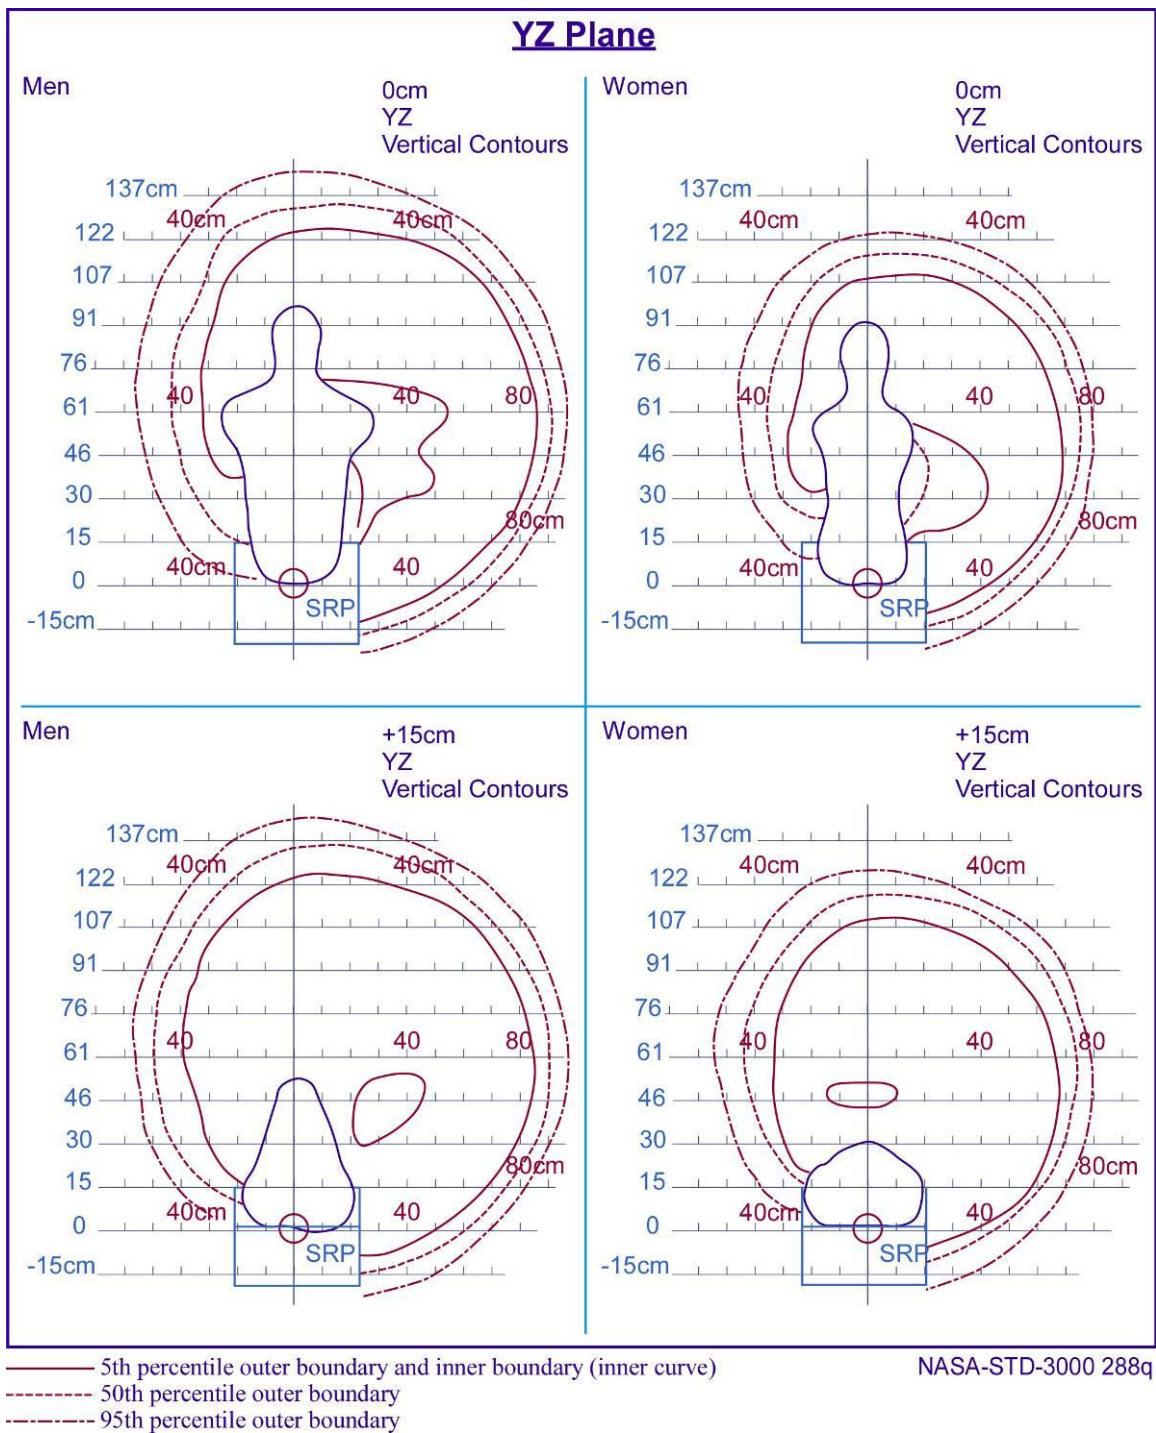 YZ Plane
Men
0cm
YZ
Vertical Contours
137cm
40cm 40cm
122
107
91
76
40 40 80
61
46
30
80cm
15
40cm 40
0
SRP
-15cm
Women
0cm
YZ
Vertical Contours
137cm
40cm 40cm
122
107
91
76
40 40 80
61
46
30
80cm
15
40cm 40
0
SRP
-15cm
Men
+15cm
YZ
Vertical Contours
137cm
40cm 40cm
122
107
91
76
40 40 80
61
46
30
80cm
15
40cm 40
0
SRP
-15cm
Women
+15cm
YZ
Vertical Contours
137cm
40cm 40cm
122
107
91
76
40 40 80
61
46
30
80cm
15
40cm 40
0
SRP
-15cm
5th percentile outer boundary and inner boundary (inner curve) NASA-STD-3000 288q
50th percentile outer boundary
95th percentile outer boundary